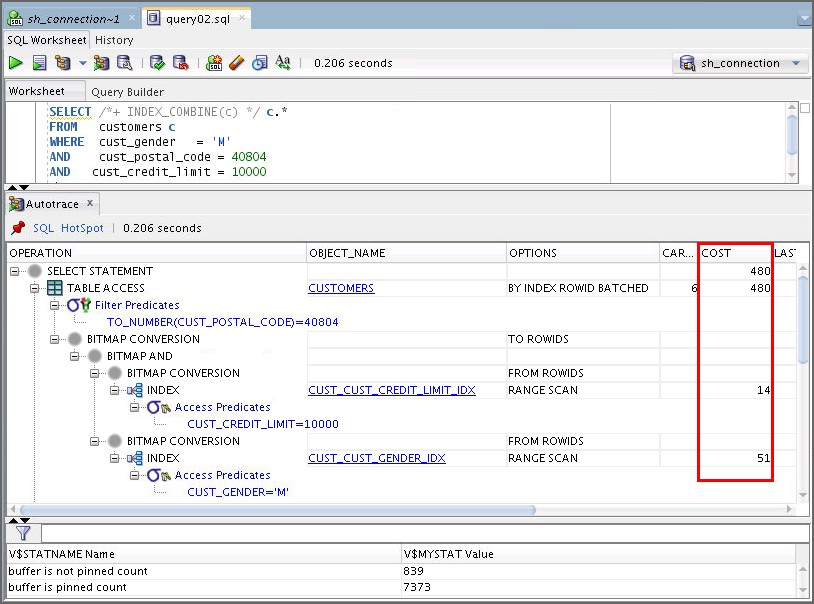 sh_connection~1 × query02.sql ×
SQL Worksheet History
0.206 seconds sh_connection
Worksheet Query Builder
SELECT /*+ INDEX_COMBINE(c) */ c.*
FROM customers c
WHERE cust_gender = 'M'
AND cust_postal_code = 40804
AND cust_credit_limit = 10000
Autotrace x
SQL HotSpot | 0.206 seconds
OPERATION OBJECT_NAME OPTIONS CAR... COST LAST
SELECT STATEMENT 480
TABLE ACCESS CUSTOMERS BY INDEX ROWID BATCHED 6 480
Filter Predicates
TO_NUMBER(CUST_POSTAL_CODE)=40804
BITMAP CONVERSION TO ROWIDS
BITMAP AND
BITMAP CONVERSION FROM ROWIDS
INDEX CUST_CUST_CREDIT_LIMIT_IDX RANGE SCAN 14
Access Predicates
CUST_CREDIT_LIMIT=10000
BITMAP CONVERSION FROM ROWIDS
INDEX CUST_CUST_GENDER_IDX RANGE SCAN 51
Access Predicates
CUST_GENDER='M'
V$STATNAME Name V$MYSTAT Value
buffer is not pinned count 839
buffer is pinned count 7373